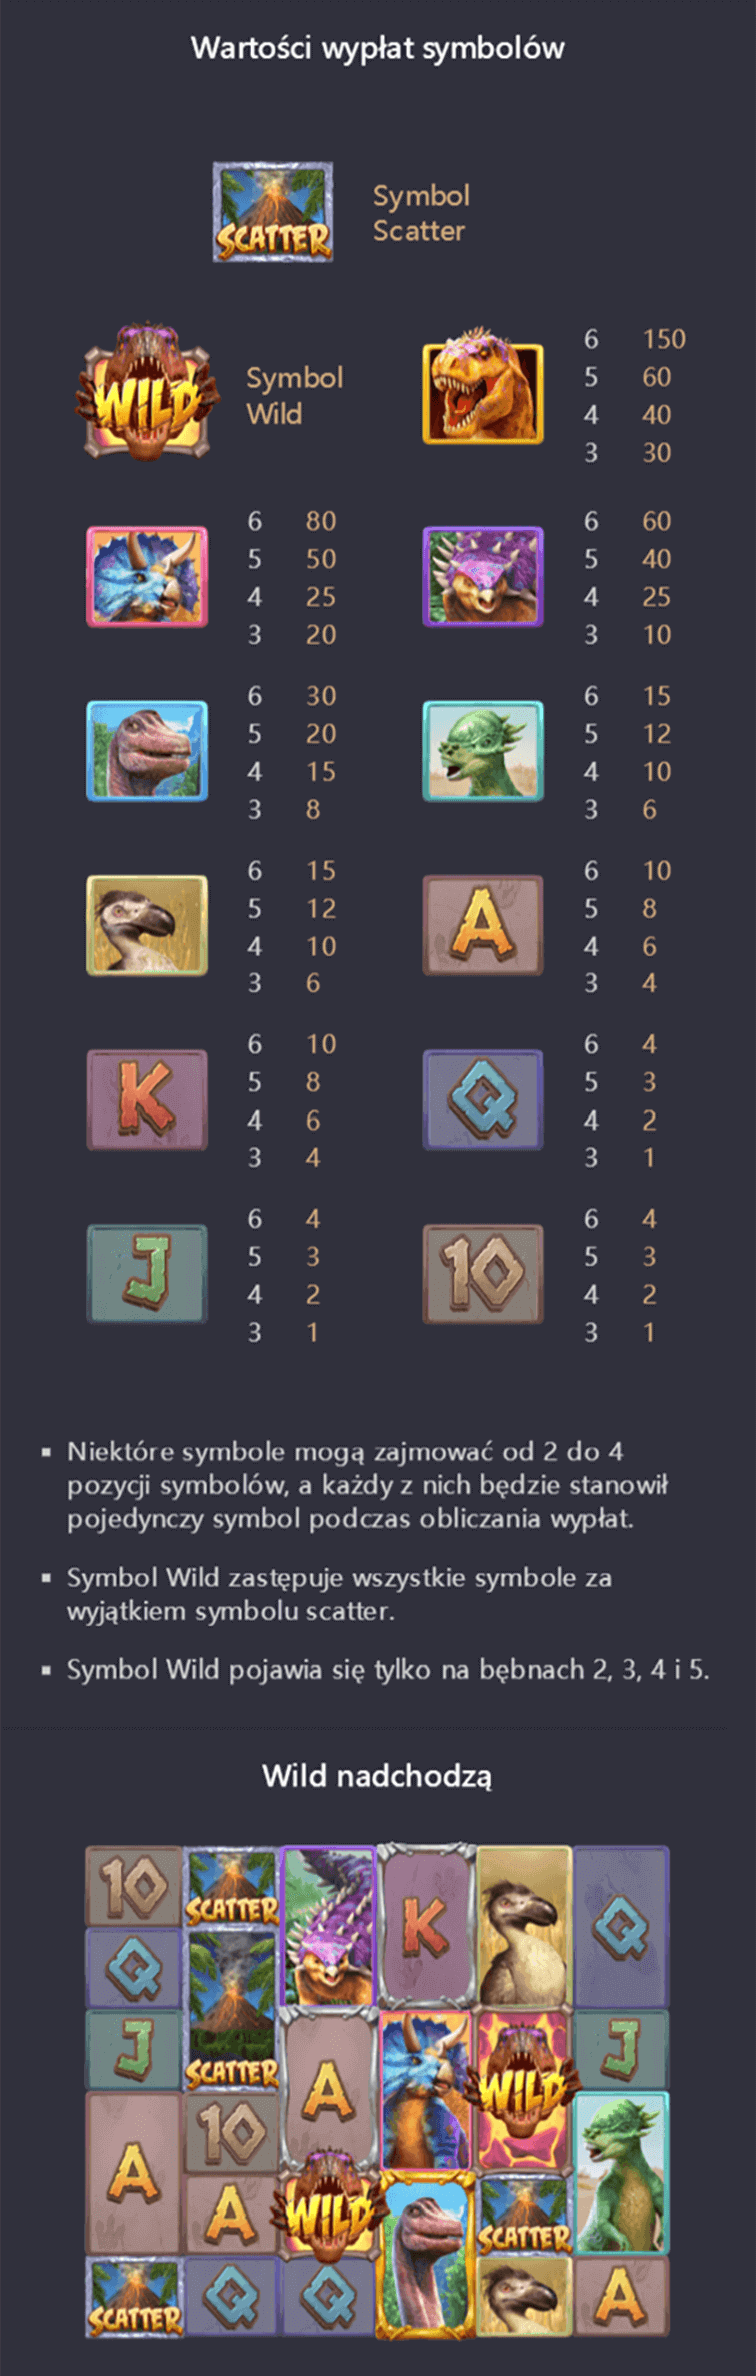 Wartości wypłat symbolów
SCATTER
Symbol
Scatter
WILD
Symbol
Wild
6 150
5 60
4 40
3 30
6 80
5 50
4 25
3 20
6 60
5 40
4 25
3 10
6 30
5 20
4 15
3 8
6 15
5 12
4 10
3 6
6 15
5 12
4 10
3 6
A
6 10
5 8
6 4
4 6
3 4
K
6 10
5 8
4 6
3 4
Q
6 4
5 3
4 2
3 1
J
6 4
5 3
4 2
3 1
10
6 4
5 3
4 2
3 1
▪ Niektóre symbole mogą zajmować od 2 do 4
pozycji symbolów, a każdy z nich będzie stanowił
pojedynczy symbol podczas obliczania wypłat.
▪ Symbol Wild zastępuje wszystkie symbole za
wyjątkiem symbolu scatter.
▪ Symbol Wild pojawia się tylko na bębnach 2, 3, 4 i 5.
Wild nadchodzą
10 SCATTER K Q
Q
J SCATTER A WILD J
A 10
A WILD SCATTER
SCATTER Q Q A